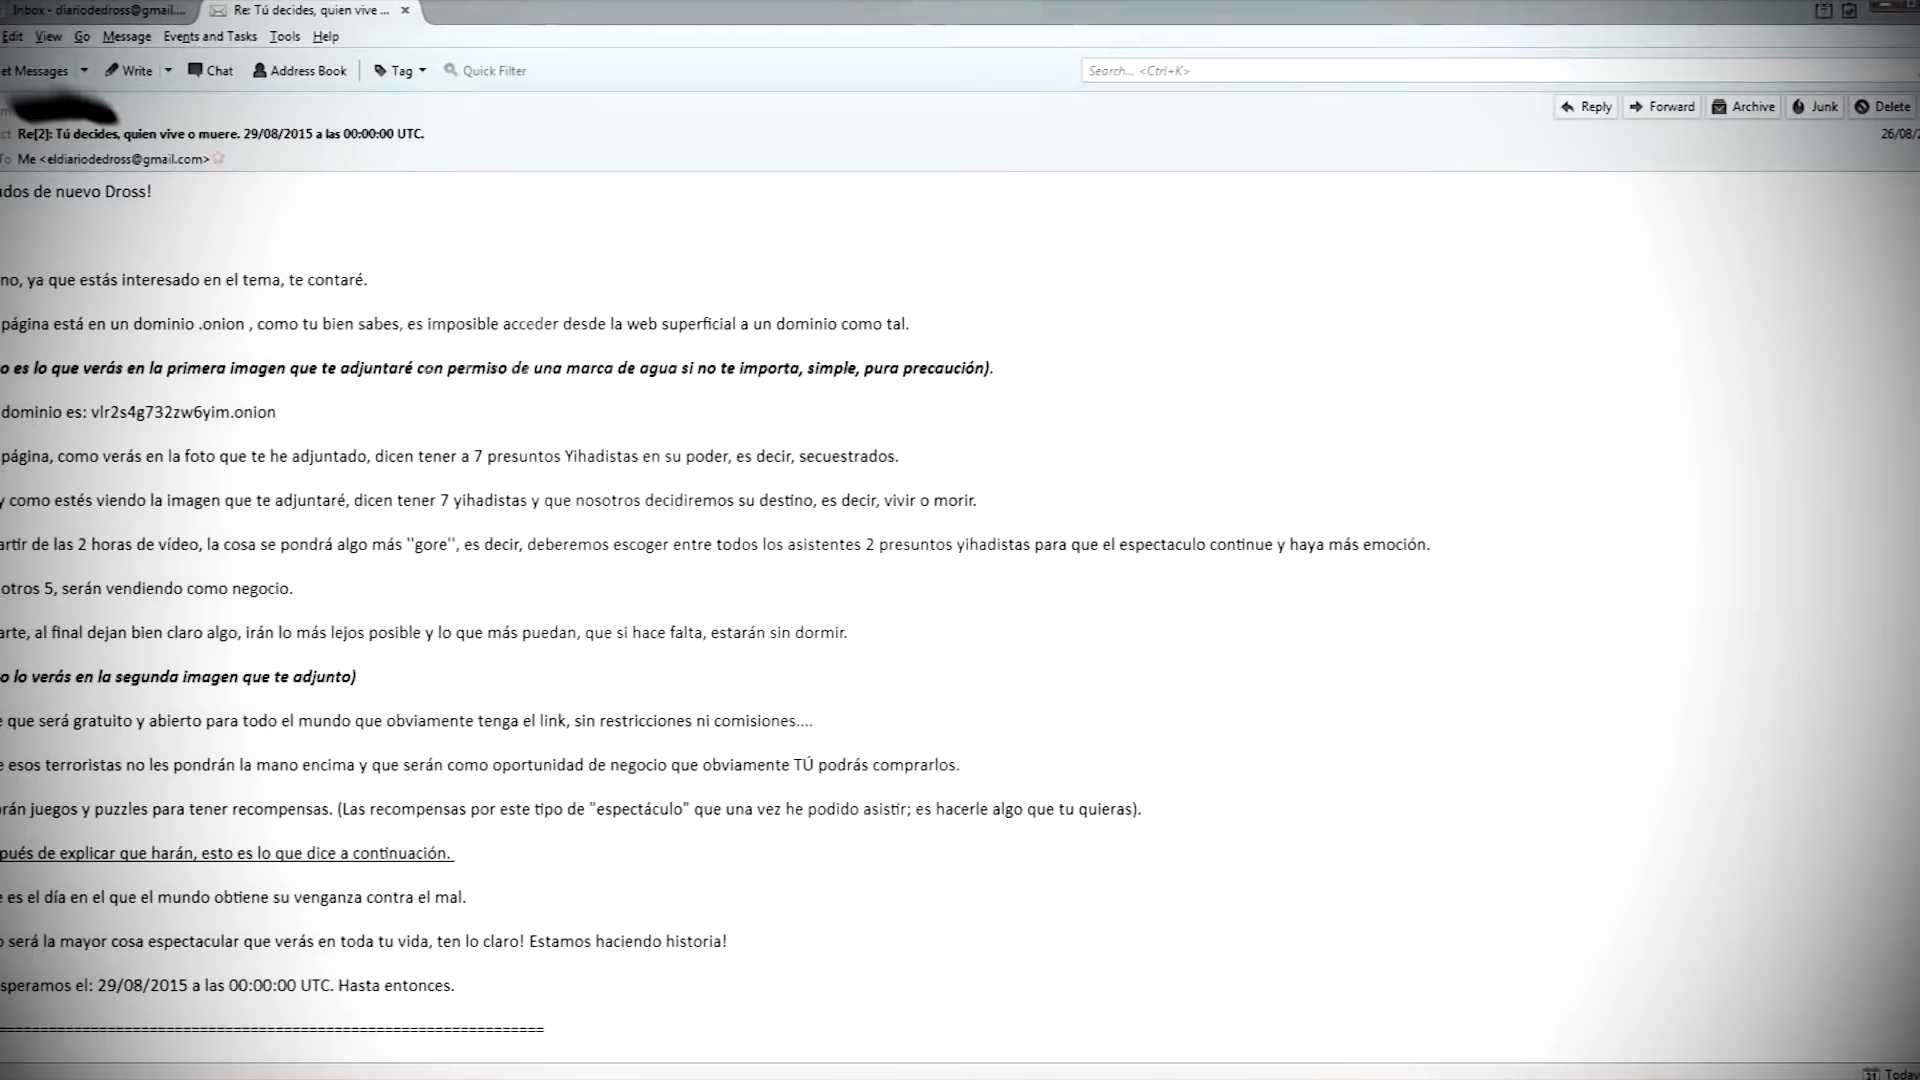 Inbox - diariodedross@gmail....
Re: Tú decides, quien vive ...
Edit View Go Message Events and Tasks Tools Help
et Messages Write Chat Address Book Tag Quick Filter Search... <Ctrl+K>
Reply Forward Archive Junk Delete
Re[2]: Tú decides, quien vive o muere. 29/08/2015 a las 00:00:00 UTC. 26/08/2
To Me <eldiariodedross@gmail.com>
dos de nuevo Dross!
no, ya que estás interesado en el tema, te contaré.
página está en un dominio .onion , como tu bien sabes, es imposible acceder desde la web superficial a un dominio como tal.
o es lo que verás en la primera imagen que te adjuntaré con permiso de una marca de agua si no te importa, simple, pura precaución).
dominio es: vlr2s4g732zw6yim.onion
página, como verás en la foto que te he adjuntado, dicen tener a 7 presuntos Yihadistas en su poder, es decir, secuestrados.
y como estés viendo la imagen que te adjuntaré, dicen tener 7 yihadistas y que nosotros decidiremos su destino, es decir, vivir o morir.
artir de las 2 horas de vídeo, la cosa se pondrá algo más "gore", es decir, deberemos escoger entre todos los asistentes 2 presuntos yihadistas para que el espectaculo continue y haya más emoción.
otros 5, serán vendiendo como negocio.
arte, al final dejan bien claro algo, irán lo más lejos posible y lo que más puedan, que si hace falta, estarán sin dormir.
o lo verás en la segunda imagen que te adjunto)
e que será gratuito y abierto para todo el mundo que obviamente tenga el link, sin restricciones ni comisiones....
e esos terroristas no les pondrán la mano encima y que serán como oportunidad de negocio que obviamente TÚ podrás comprarlos.
rán juegos y puzzles para tener recompensas. (Las recompensas por este tipo de "espectáculo" que una vez he podido asistir; es hacerle algo que tu quieras).
pués de explicar que harán, esto es lo que dice a continuación.
e es el día en el que el mundo obtiene su venganza contra el mal.
o será la mayor cosa espectacular que verás en toda tu vida, ten lo claro! Estamos haciendo historia!
speramos el: 29/08/2015 a las 00:00:00 UTC. Hasta entonces.
===================================================================
Today